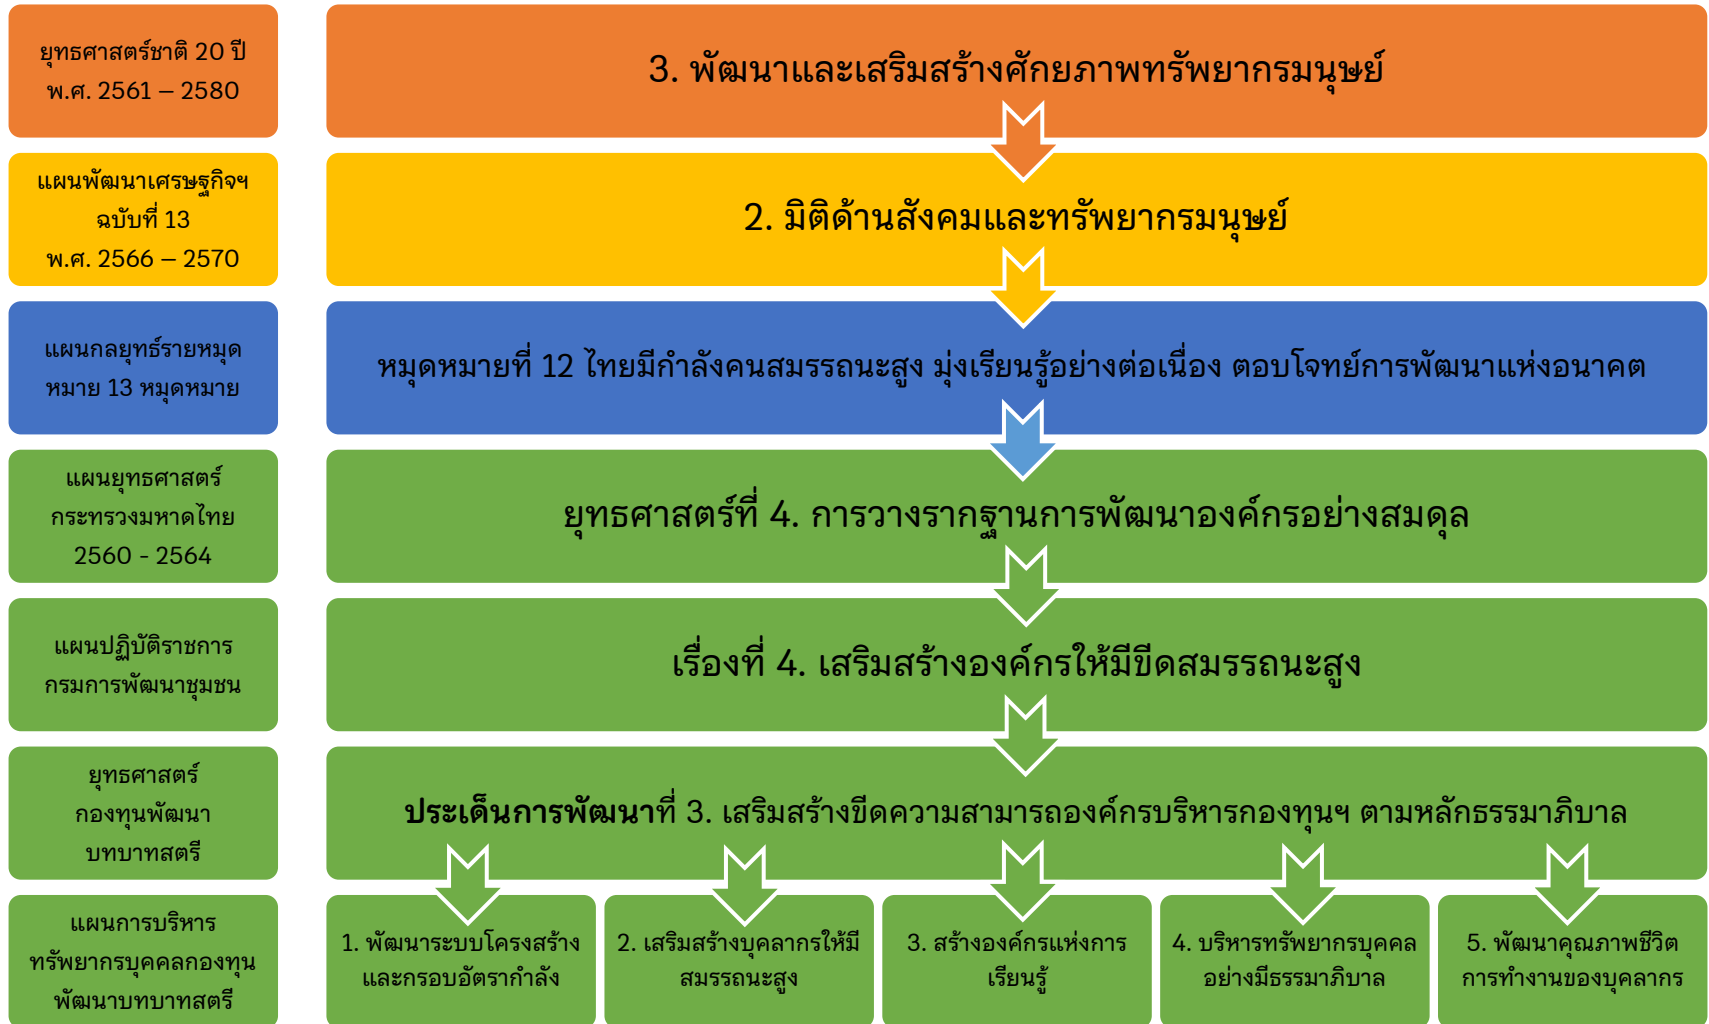 ยุทธศาสตร์ชาติ 20 ปี
พ.ศ. 2561 – 2580
3. พัฒนาและเสริมสร้างศักยภาพทรัพยากรมนุษย์
แผนพัฒนาเศรษฐกิจฯ
ฉบับที่ 13
พ.ศ. 2566 – 2570
2. มิติด้านสังคมและทรัพยากรมนุษย์
แผนกลยุทธ์รายหมุด
หมาย 13 หมุดหมาย
หมุดหมายที่ 12 ไทยมีกำลังคนสมรรถนะสูง มุ่งเรียนรู้อย่างต่อเนื่อง ตอบโจทย์การพัฒนาแห่งอนาคต
แผนยุทธศาสตร์
กระทรวงมหาดไทย
2560 - 2564
ยุทธศาสตร์ที่ 4. การวางรากฐานการพัฒนาองค์กรอย่างสมดุล
แผนปฏิบัติราชการ
กรมการพัฒนาชุมชน
เรื่องที่ 4. เสริมสร้างองค์กรให้มีขีดสมรรถนะสูง
ยุทธศาสตร์
กองทุนพัฒนา
บทบาทสตรี
ประเด็นการพัฒนาที่ 3. เสริมสร้างขีดความสามารถองค์กรบริหารกองทุนฯ ตามหลักธรรมาภิบาล
แผนการบริหาร
ทรัพยากรบุคคลกองทุน
พัฒนาบทบาทสตรี
1. พัฒนาระบบโครงสร้าง
และกรอบอัตรากำลัง
2. เสริมสร้างบุคลากรให้มี
สมรรถนะสูง
3. สร้างองค์กรแห่งการ
เรียนรู้
4. บริหารทรัพยากรบุคคล
อย่างมีธรรมาภิบาล
5. พัฒนาคุณภาพชีวิต
การทำงานของบุคลากร